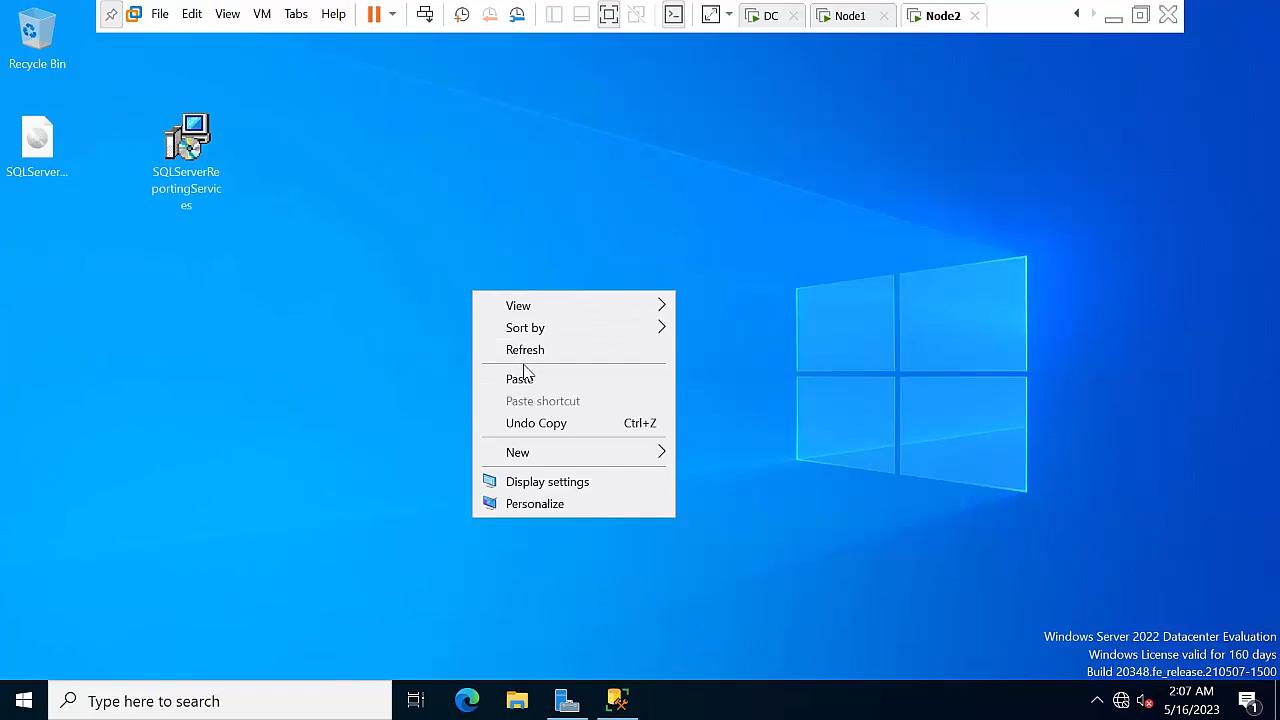 File Edit View VM Tabs Help
DC
Node1
Node2
Recycle Bin
SQLServer...
SQLServerRe
portingServic
es
View
Sort by
Refresh
Paste
Paste shortcut
Undo Copy Ctrl+Z
New
Display settings
Personalize
Windows Server 2022 Datacenter Evaluation
Windows License valid for 160 days
Build 20348.fe_release.210507-1500
Type here to search
2:07 AM
5/16/2023
1